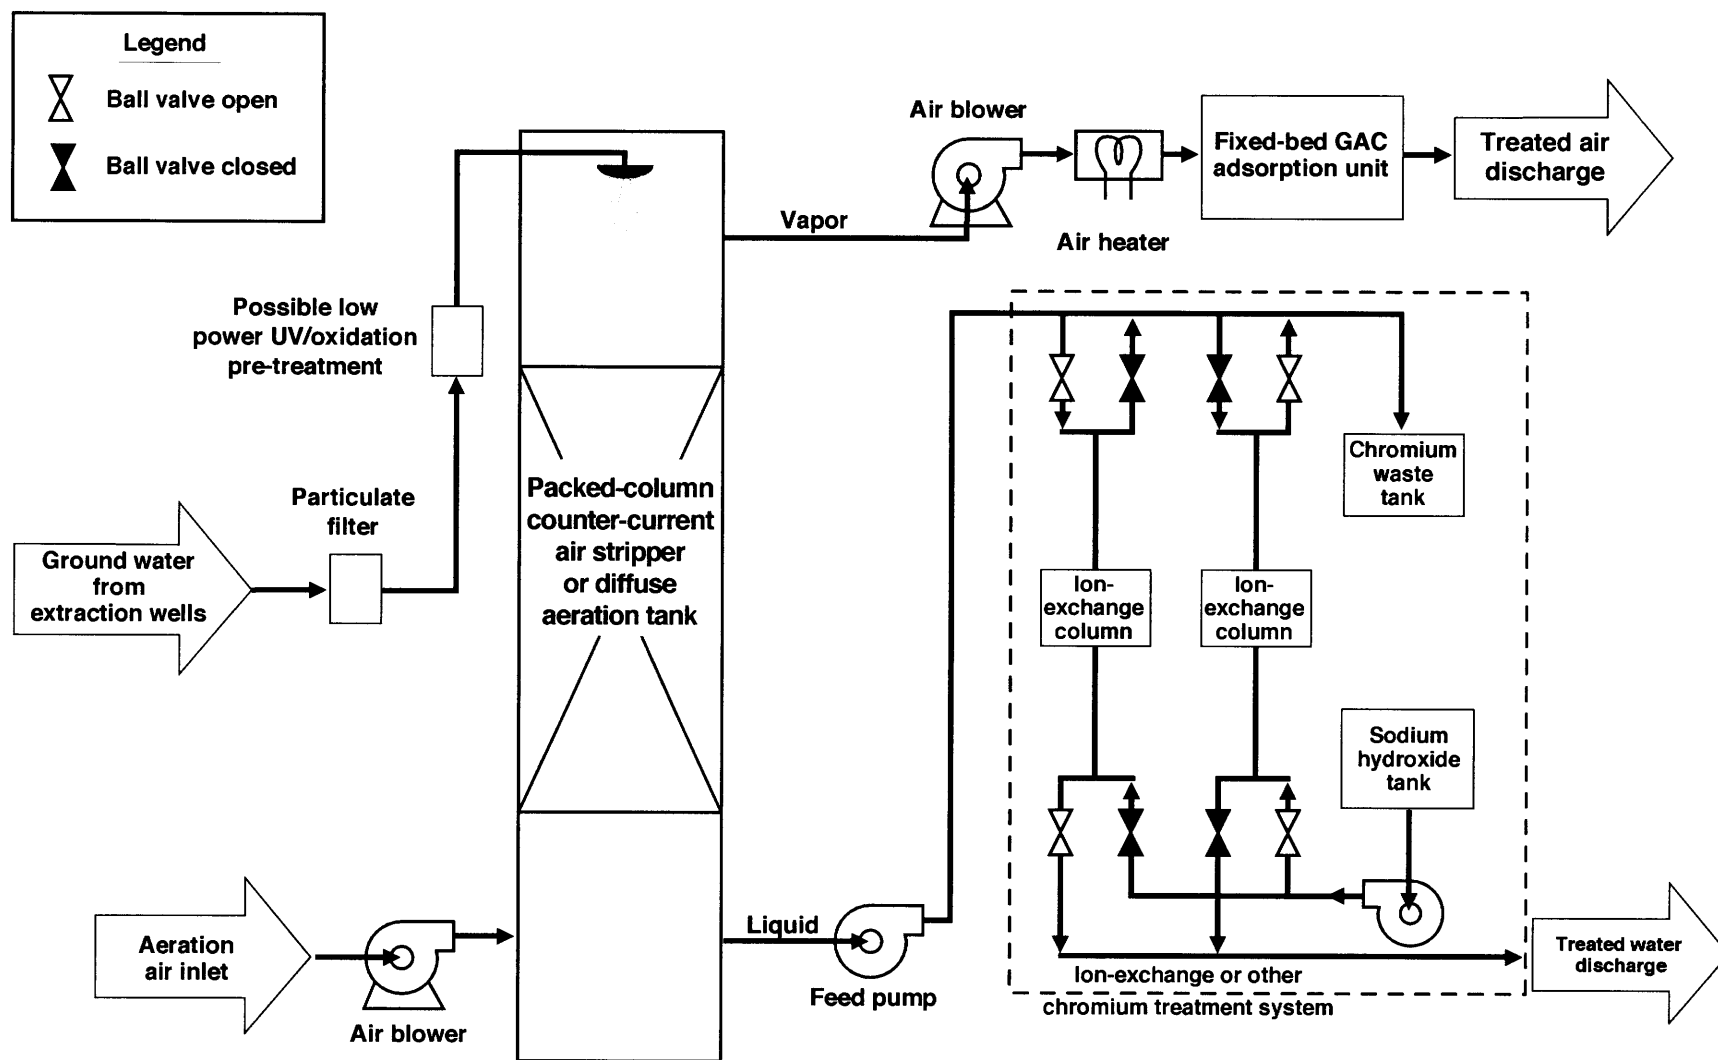 Legend
Ball valve open
Ball valve closed
Air blower
Fixed-bed GAC
adsorption unit
Treated air
discharge
Vapor
Air heater
Possible low
power UV/oxidation
pre-treatment
Particulate
filter
Ground water
from
extraction wells
Packed-column
counter-current
air stripper
or diffuse
aeration tank
Chromium
waste
tank
Ion-
exchange
column
Ion-
exchange
column
Sodium
hydroxide
tank
Aeration
air inlet
Air blower
Liquid
Feed pump
Ion-exchange or other
chromium treatment system
Treated water
discharge